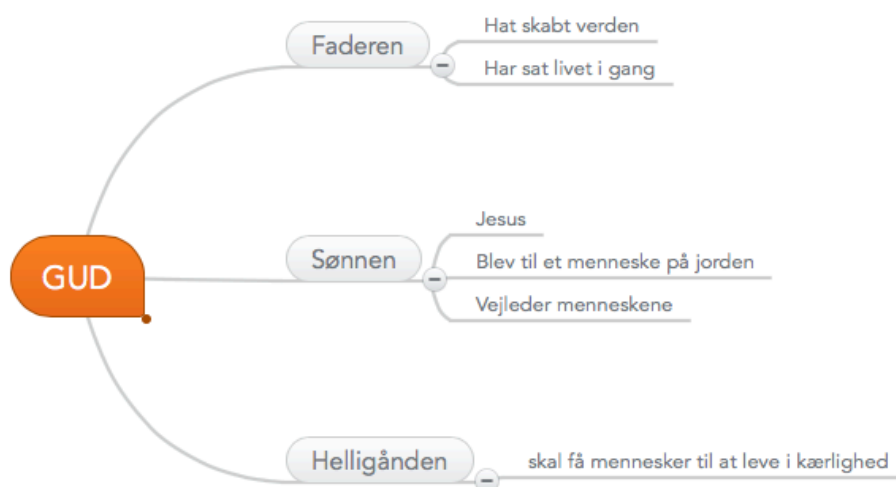 Faderen
Hat skabt verden
Har sat livet i gang
GUD
Sønnen
Jesus
Blev til et menneske på jorden
Vejleder menneskene
Helligånden
skal få mennesker til at leve i kærlighed